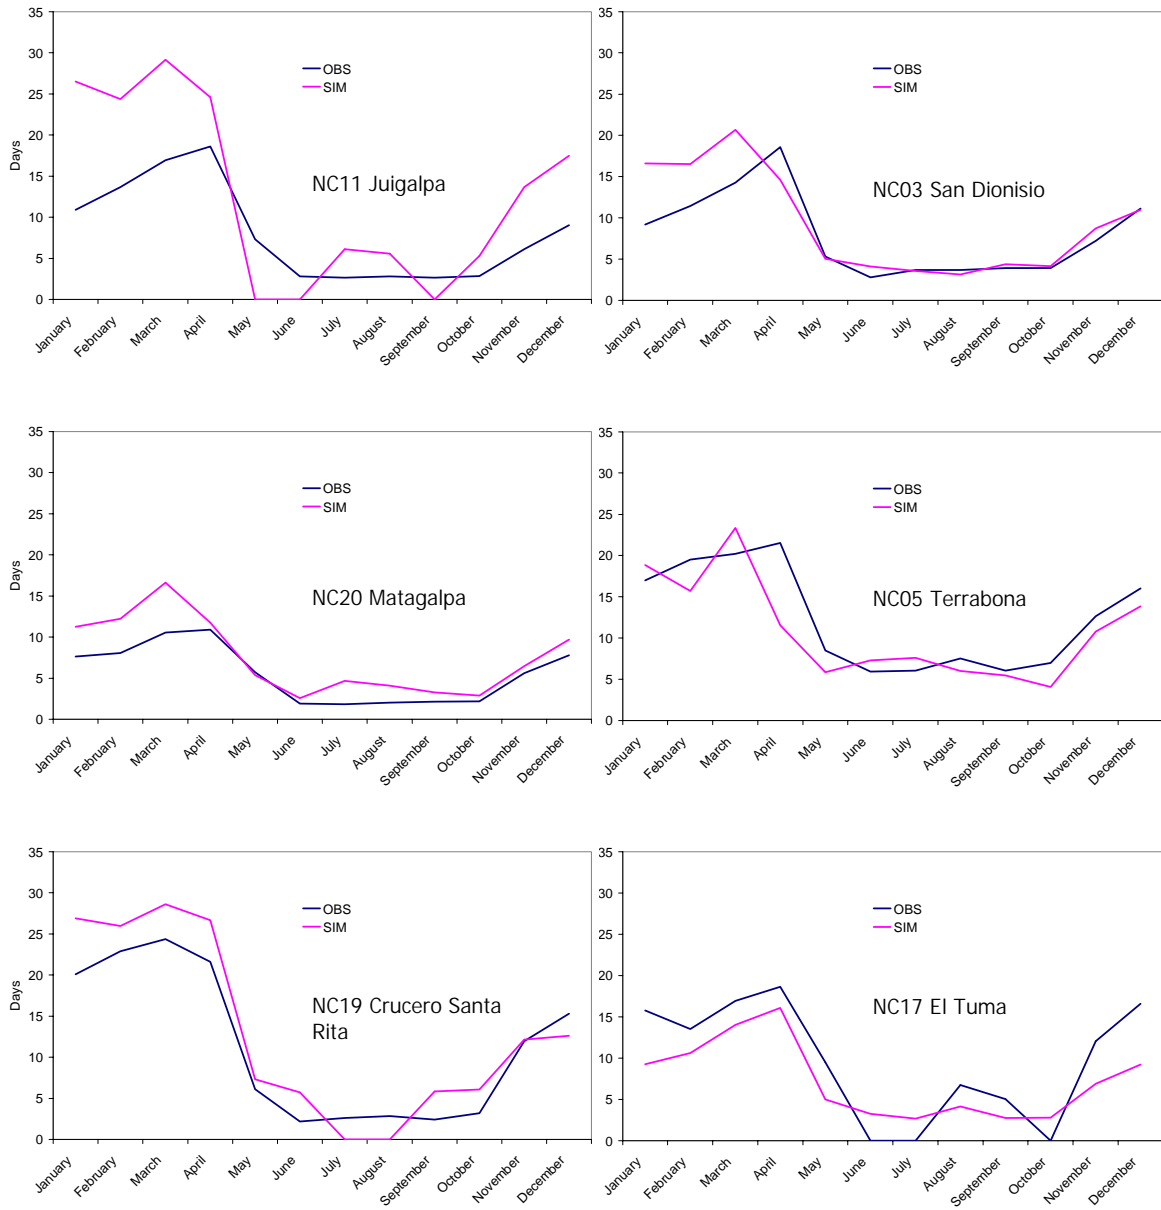 35
30
25
20
15
10
5
0
Days
OBS
SIM
NC11 Juigalpa
January
February
March
April
May
June
July
August
September
October
November
December
35
30
25
20
15
10
5
0
OBS
SIM
NC03 San Dionisio
January
February
March
April
May
June
July
August
September
October
November
December
35
30
25
20
15
10
5
0
Days
OBS
SIM
NC20 Matagalpa
January
February
March
April
May
June
July
August
September
October
November
December
35
30
25
20
15
10
5
0
OBS
SIM
NC05 Terrabona
January
February
March
April
May
June
July
August
September
October
November
December
35
30
25
20
15
10
5
0
Days
OBS
SIM
NC19 Crucero Santa
Rita
January
February
March
April
May
June
July
August
September
October
November
December
35
30
25
20
15
10
5
0
OBS
SIM
NC17 El Tuma
January
February
March
April
May
June
July
August
September
October
November
December